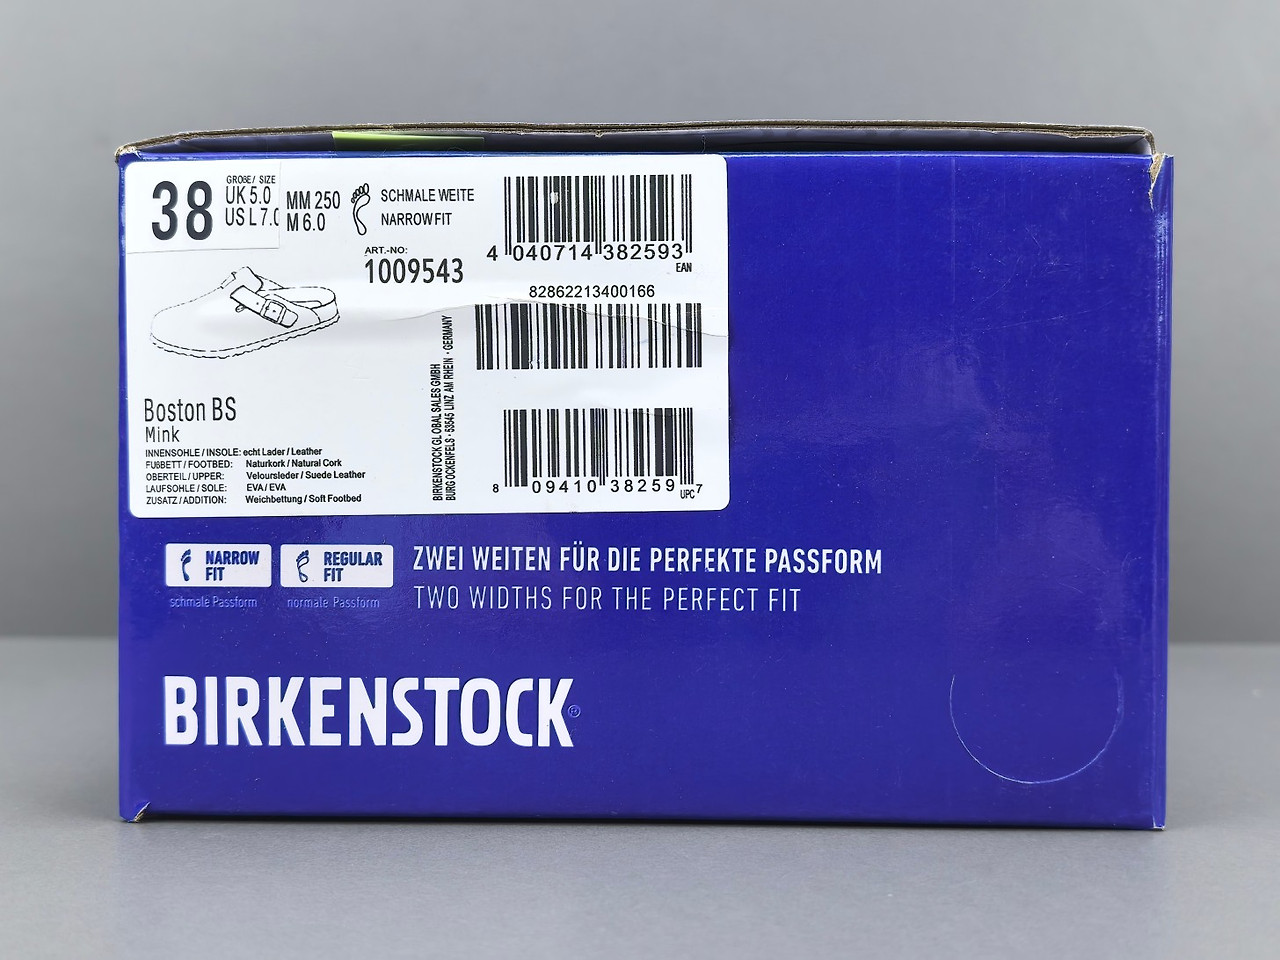 38
GRÖßE/ SIZE
UK 5.0
US L 7.0
MM 250
M 6.0
SCHMALE WEITE
NARROW FIT
ART.-NO:
1009543
4 040714 382593
EAN
82862213400166
BIRKENSTOCK GLOBAL SALES GMBH
BURG OCKENFELS · 53545 LINZ AM RHEIN · GERMANY
Boston BS
Mink
INNENSOHLE / INSOLE: echt Lader / Leather
FUßBETT / FOOTBED: Naturkork / Natural Cork
OBERTEIL / UPPER: Veloursleder / Suede Leather
LAUFSOHLE / SOLE: EVA / EVA
ZUSATZ / ADDITION: Weichbettung / Soft Footbed
8 09410 38259 7
UPC
NARROW FIT
schmale Passform
REGULAR FIT
normale Passform
ZWEI WEITEN FÜR DIE PERFEKTE PASSFORM
TWO WIDTHS FOR THE PERFECT FIT
BIRKENSTOCK®